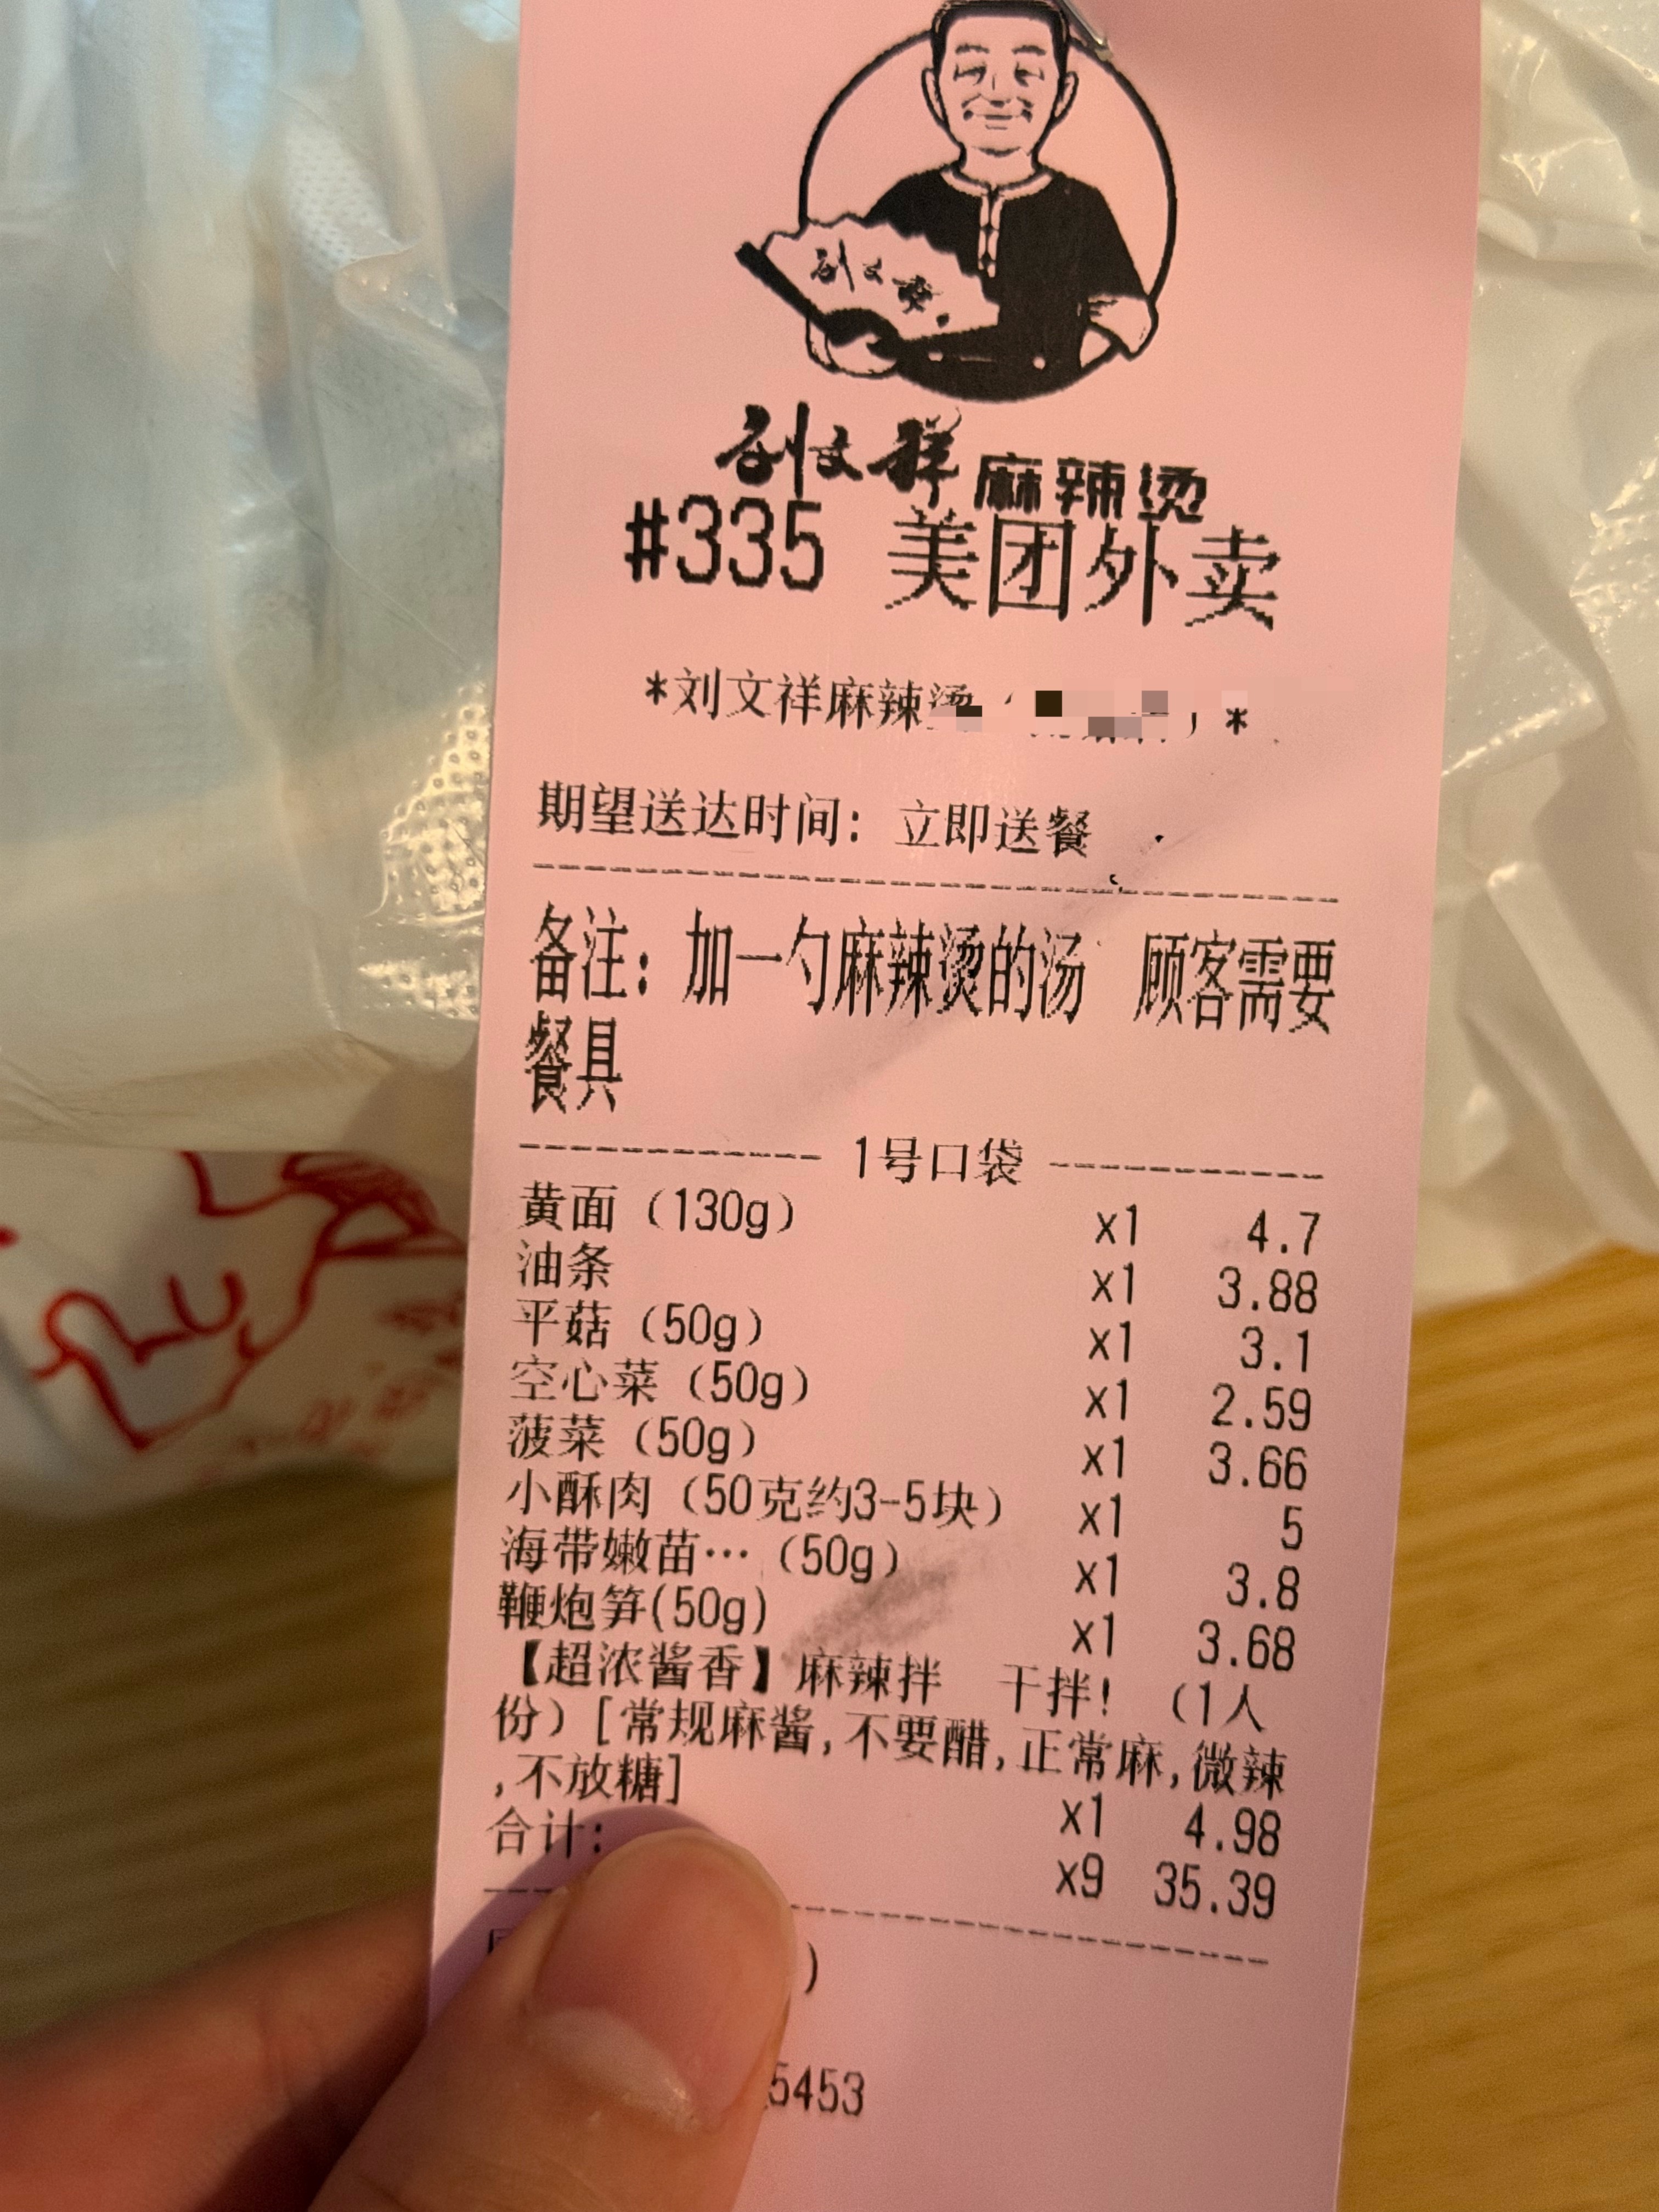 刘文祥
刘文祥麻辣烫
#335 美团外卖
*刘文祥麻辣烫（ ）*
期望送达时间: 立即送餐
备注: 加一勺麻辣烫的汤 顾客需要
餐具
1号口袋
黄面（130g） x1 4.7
油条 x1 3.88
平菇（50g） x1 3.1
空心菜（50g） x1 2.59
菠菜（50g） x1 3.66
小酥肉（50克约3-5块） x1 5
海带嫩苗…（50g） x1 3.8
鞭炮笋(50g) x1 3.68
【超浓酱香】麻辣拌 干拌! （1人
份）[常规麻酱,不要醋,正常麻,微辣
,不放糖]
x1 4.98
合计: x9 35.39
)
5453